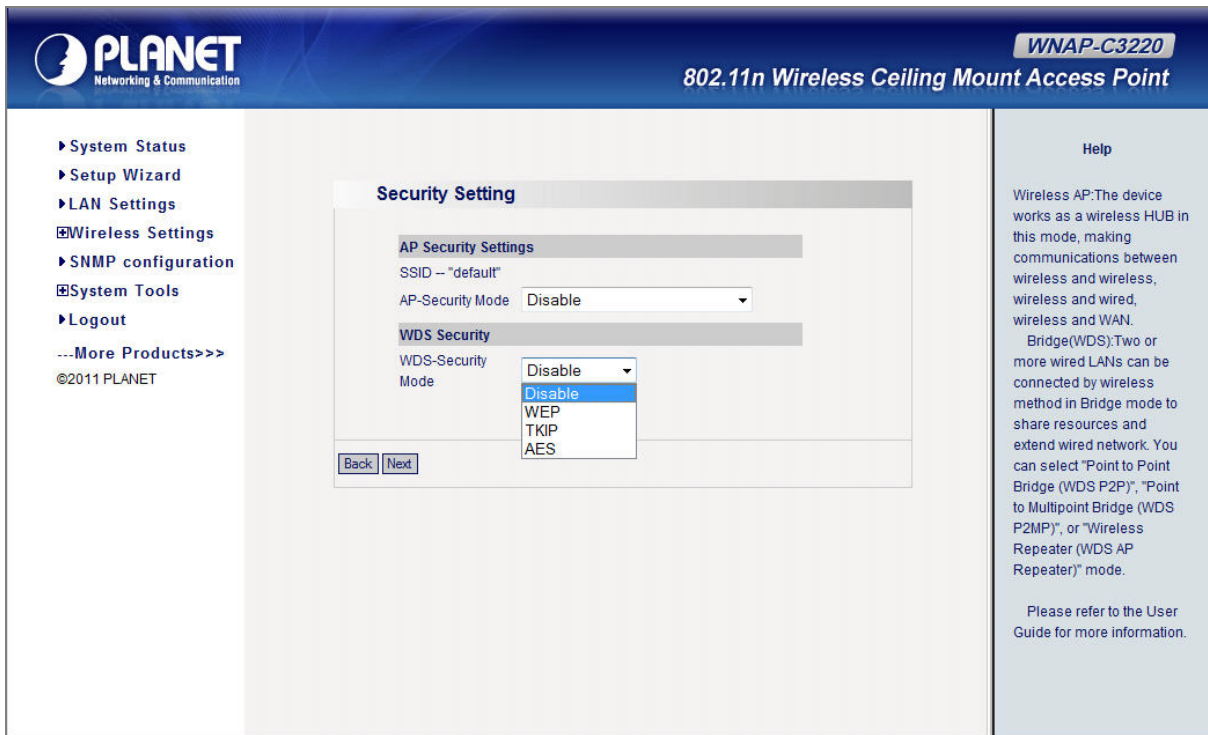 PLANET
Networking & Communication
WNAP-C3220
802.11n Wireless Ceiling Mount Access Point
System Status
Setup Wizard
LAN Settings
Wireless Settings
SNMP configuration
System Tools
Logout
---More Products>>>
©2011 PLANET
Security Setting
AP Security Settings
SSID -- "default"
AP-Security Mode Disable
WDS Security
WDS-Security
Mode
Disable
Disable
WEP
TKIP
AES
Back Next
Help
Wireless AP:The device
works as a wireless HUB in
this mode, making
communications between
wireless and wireless,
wireless and wired,
wireless and WAN.
Bridge(WDS):Two or
more wired LANs can be
connected by wireless
method in Bridge mode to
share resources and
extend wired network. You
can select "Point to Point
Bridge (WDS P2P)", "Point
to Multipoint Bridge (WDS
P2MP)", or "Wireless
Repeater (WDS AP
Repeater)" mode.
Please refer to the User
Guide for more information.